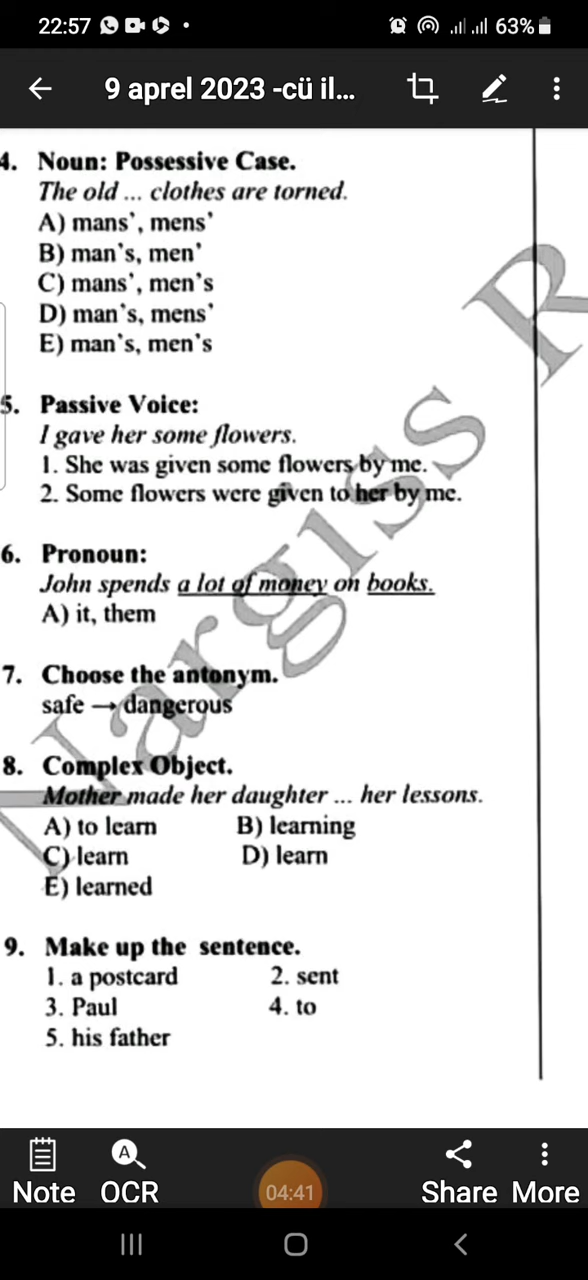 22:57 63%
9 aprel 2023 -cü il...
4. Noun: Possessive Case.
The old ... clothes are torned.
A) mans', mens'
B) man's, men'
C) mans', men's
D) man's, mens'
E) man's, men's
5. Passive Voice:
I gave her some flowers.
1. She was given some flowers by me.
2. Some flowers were given to her by me.
6. Pronoun:
John spends a lot of money on books.
A) it, them
7. Choose the antonym.
safe → dangerous
8. Complex Object.
Mother made her daughter ... her lessons.
A) to learn B) learning
C) learn D) learn
E) learned
9. Make up the sentence.
1. a postcard 2. sent
3. Paul 4. to
5. his father
Nargiss R
Note OCR 04:41 Share More